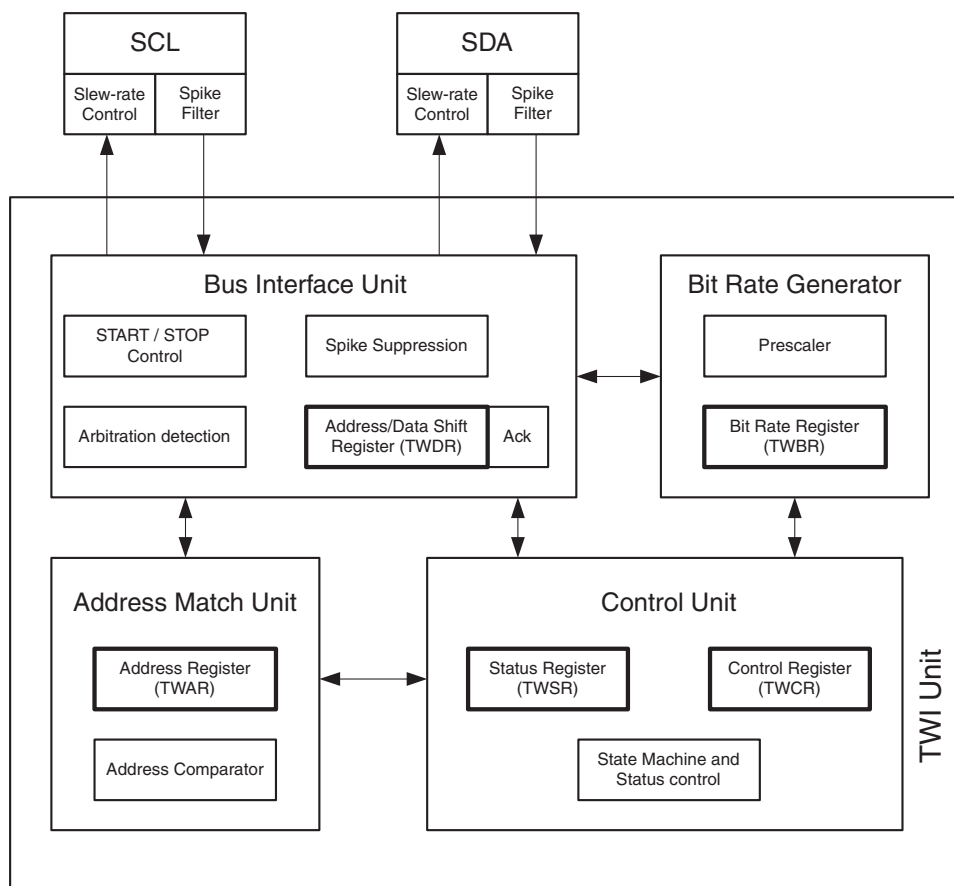 SCL
Slew-rate
Control
Spike
Filter
SDA
Slew-rate
Control
Spike
Filter
Bus Interface Unit
START / STOP
Control
Spike Suppression
Arbitration detection
Address/Data Shift
Register (TWDR)
Ack
Bit Rate Generator
Prescaler
Bit Rate Register
(TWBR)
Address Match Unit
Address Register
(TWAR)
Address Comparator
Control Unit
Status Register
(TWSR)
Control Register
(TWCR)
State Machine and
Status control
TWI Unit